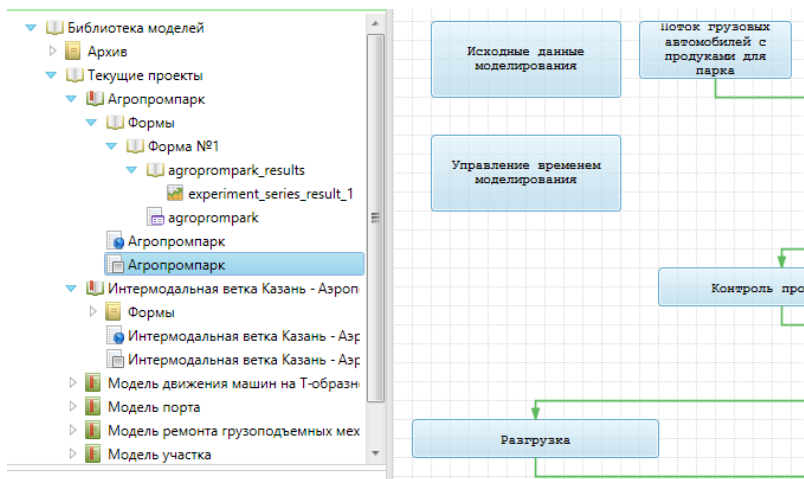 Библиотека моделей
Архив
Текущие проекты
Агропромпарк
Формы
Форма №1
agroprompark_results
experiment_series_result_1
agroprompark
Агропромпарк
Агропромпарк
Интермодальная ветка Казань - Аэроп
Формы
Интермодальная ветка Казань - Аэр
Интермодальная ветка Казань - Аэр
Модель движения машин на Т-образн
Модель порта
Модель ремонта грузоподъемных мех
Модель участка
Исходные данные
моделирования
Поток грузовых
автомобилей с
продуками для
парка
Управление временем
моделирования
Контроль про
Разгрузка